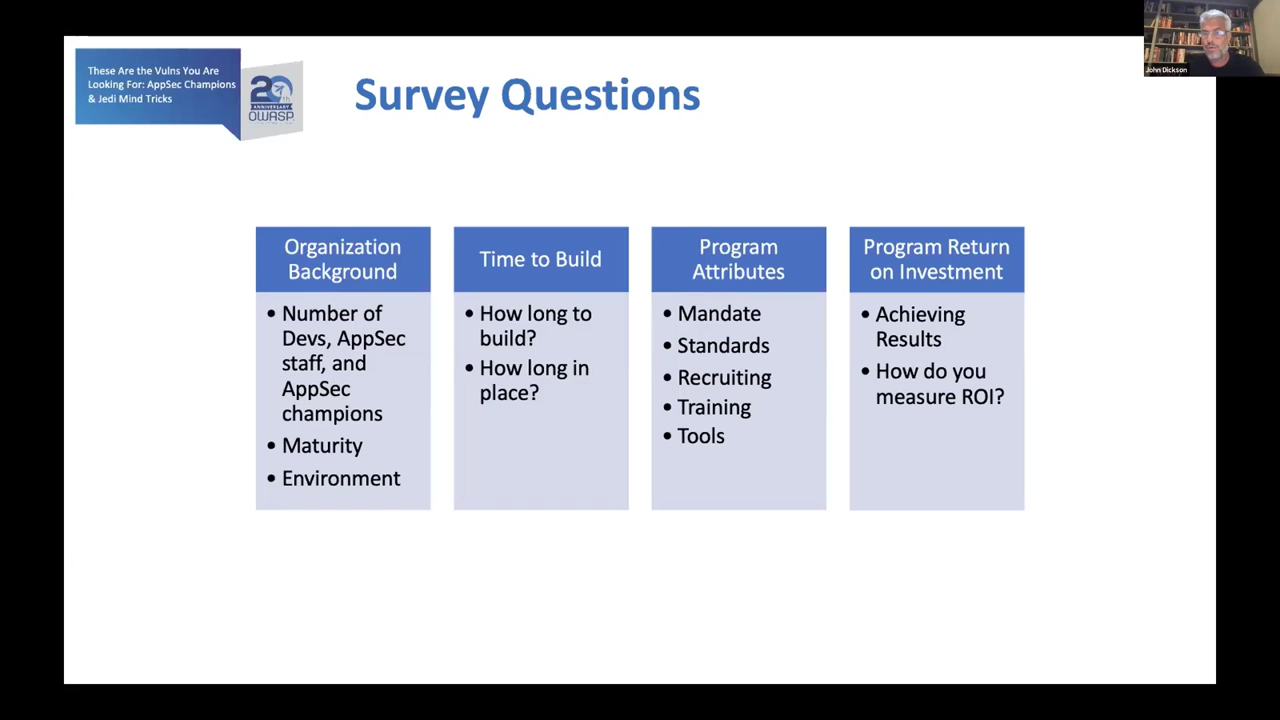 These Are the Vulns You Are
Looking For: AppSec Champions
& Jedi Mind Tricks
20th
ANNIVERSARY
OWASP
Survey Questions
John Dickson
Organization
Background
• Number of
Devs, AppSec
staff, and
AppSec
champions
• Maturity
• Environment
Time to Build
• How long to
build?
• How long in
place?
Program
Attributes
• Mandate
• Standards
• Recruiting
• Training
• Tools
Program Return
on Investment
• Achieving
Results
• How do you
measure ROI?